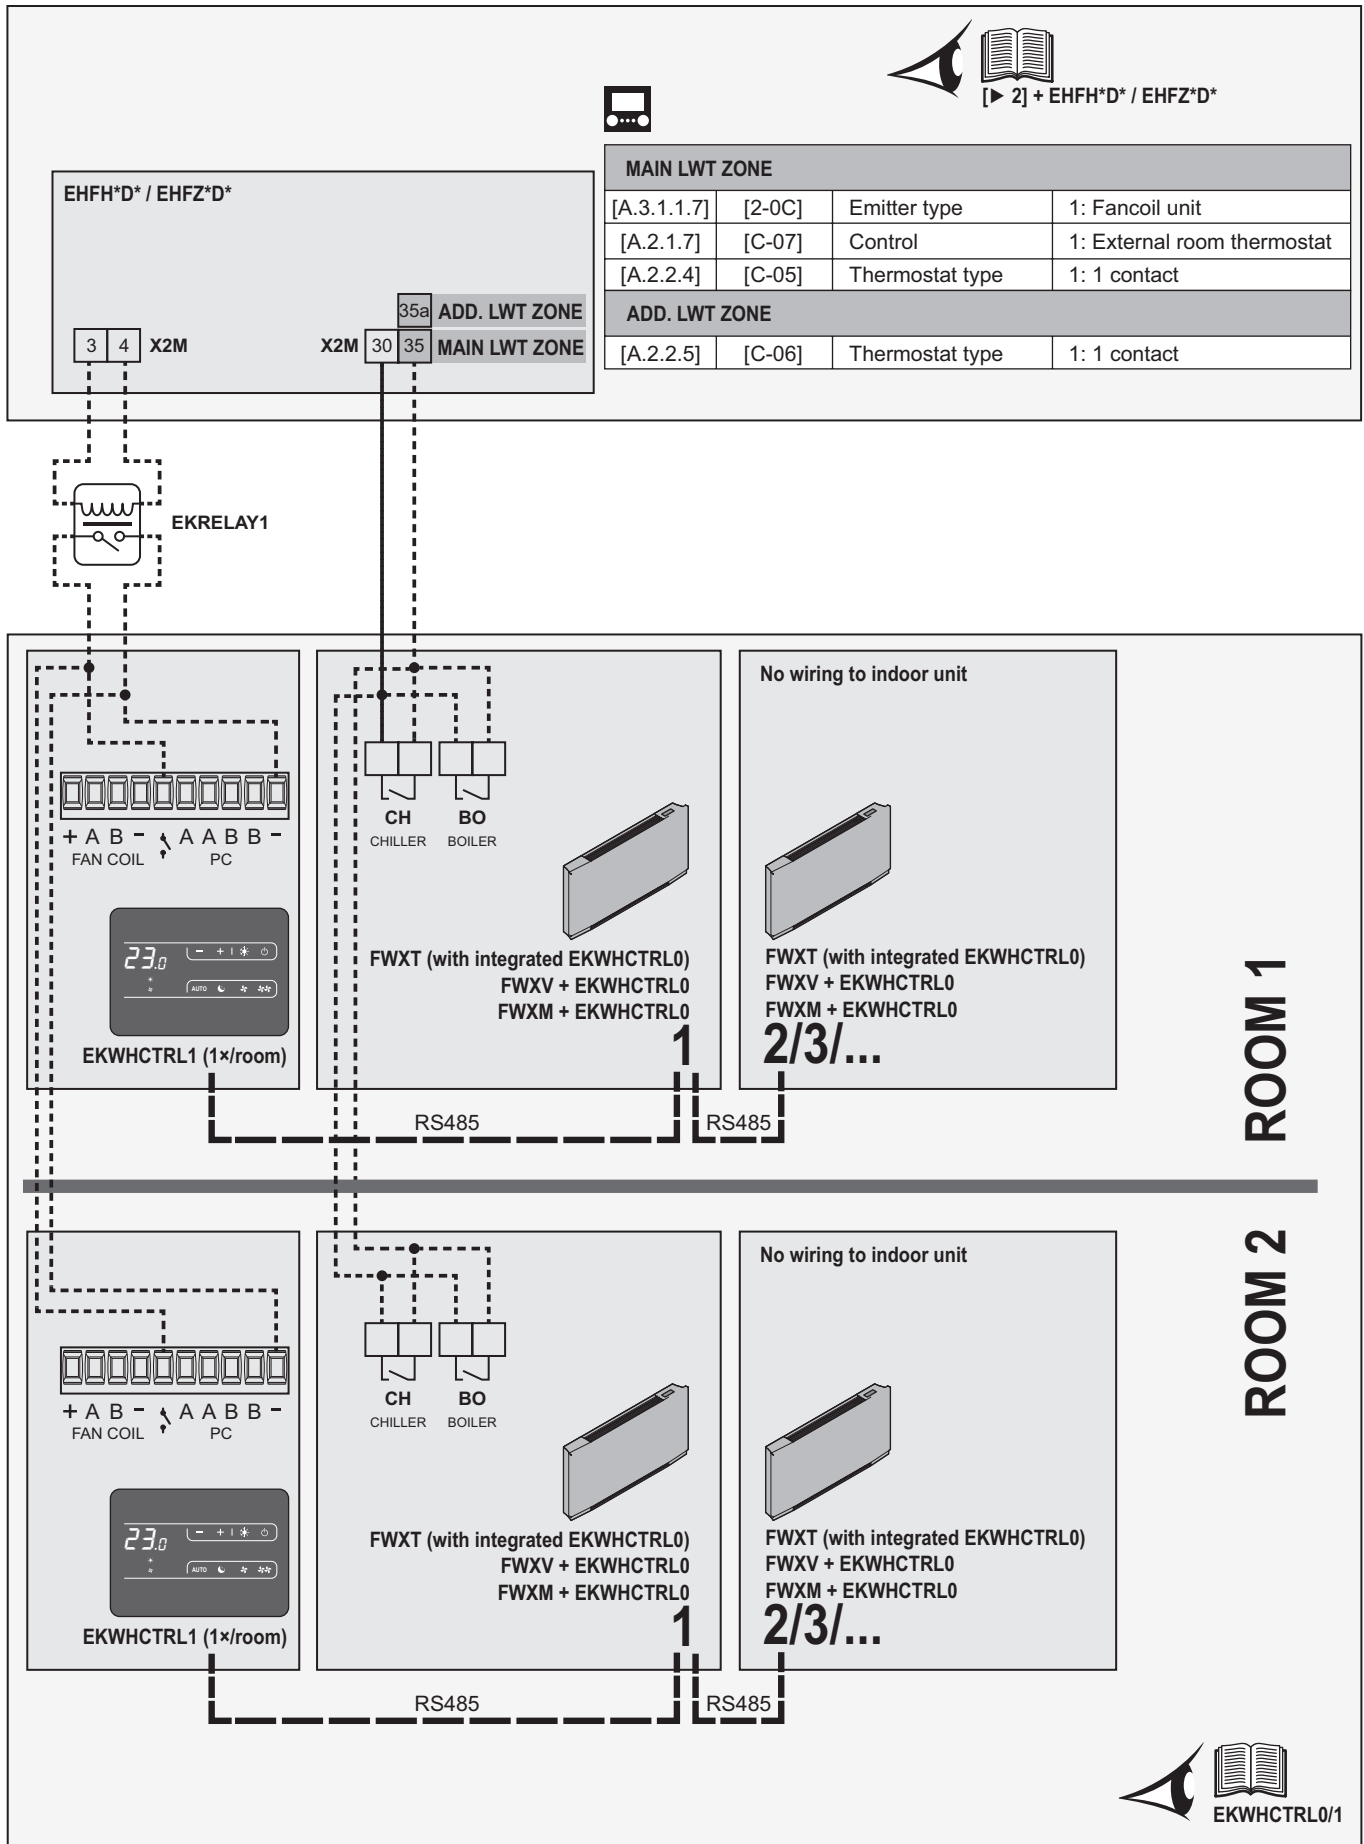 [▶ 2] + EHFH*D* / EHFZ*D*
EHFH*D* / EHFZ*D*
35a ADD. LWT ZONE
3 4 X2M
X2M 30 35 MAIN LWT ZONE
MAIN LWT ZONE
[A.3.1.1.7] [2-0C] Emitter type 1: Fancoil unit
[A.2.1.7] [C-07] Control 1: External room thermostat
[A.2.2.4] [C-05] Thermostat type 1: 1 contact
ADD. LWT ZONE
[A.2.2.5] [C-06] Thermostat type 1: 1 contact
EKRELAY1
+ A B - A A B B -
FAN COIL PC
23.0
AUTO
EKWHCTRL1 (1×/room)
CH BO
CHILLER BOILER
FWXT (with integrated EKWHCTRL0)
FWXV + EKWHCTRL0
FWXM + EKWHCTRL0
1
No wiring to indoor unit
FWXT (with integrated EKWHCTRL0)
FWXV + EKWHCTRL0
FWXM + EKWHCTRL0
2/3/...
RS485 RS485
ROOM 1
+ A B - A A B B -
FAN COIL PC
23.0
AUTO
EKWHCTRL1 (1×/room)
CH BO
CHILLER BOILER
FWXT (with integrated EKWHCTRL0)
FWXV + EKWHCTRL0
FWXM + EKWHCTRL0
1
No wiring to indoor unit
FWXT (with integrated EKWHCTRL0)
FWXV + EKWHCTRL0
FWXM + EKWHCTRL0
2/3/...
RS485 RS485
ROOM 2
EKWHCTRL0/1